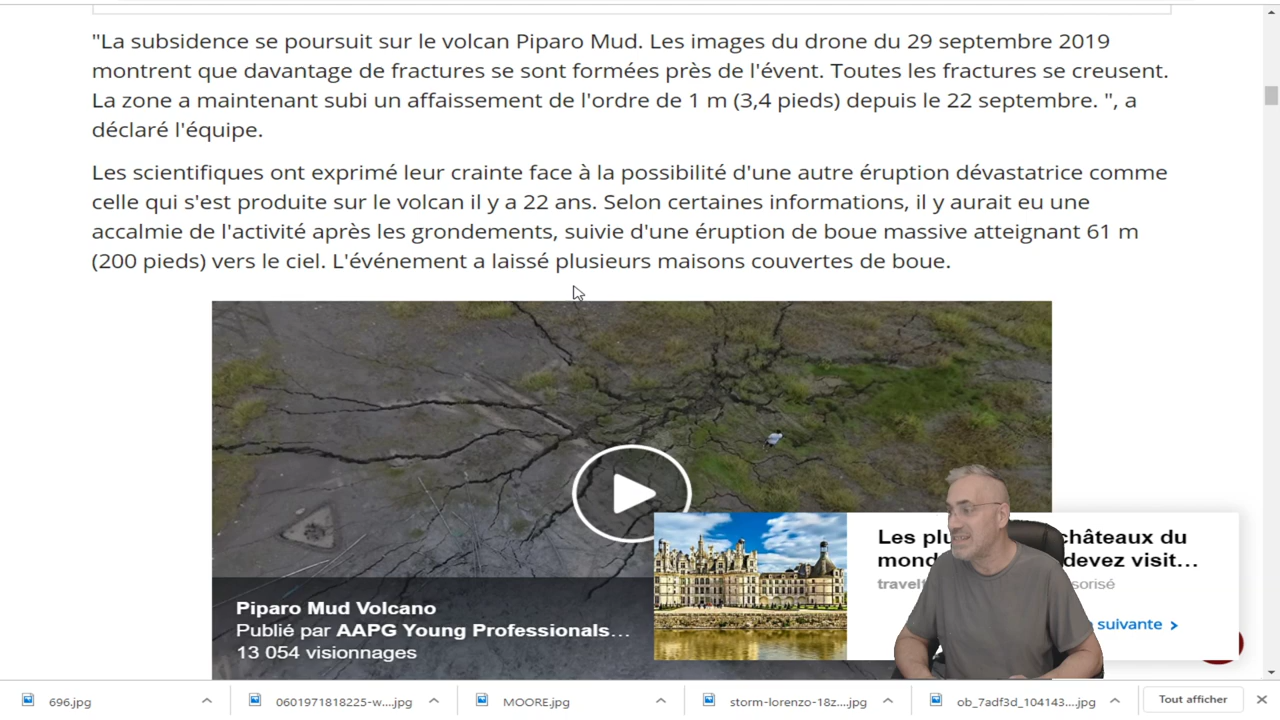 "La subsidence se poursuit sur le volcan Piparo Mud. Les images du drone du 29 septembre 2019
montrent que davantage de fractures se sont formées près de l'évent. Toutes les fractures se creusent.
La zone a maintenant subi un affaissement de l'ordre de 1 m (3,4 pieds) depuis le 22 septembre. ", a
déclaré l'équipe.
Les scientifiques ont exprimé leur crainte face à la possibilité d'une autre éruption dévastatrice comme
celle qui s'est produite sur le volcan il y a 22 ans. Selon certaines informations, il y aurait eu une
accalmie de l'activité après les grondements, suivie d'une éruption de boue massive atteignant 61 m
(200 pieds) vers le ciel. L'événement a laissé plusieurs maisons couvertes de boue.
Piparo Mud Volcano
Publié par AAPG Young Professionals...
13 054 visionnages
Les châteaux du
devez visit...
suivante >
696.jpg
0601971818225-w....jpg
MOORE.jpg
storm-lorenzo-18z....jpg
ob_7adf3d_104143....jpg
Tout afficher